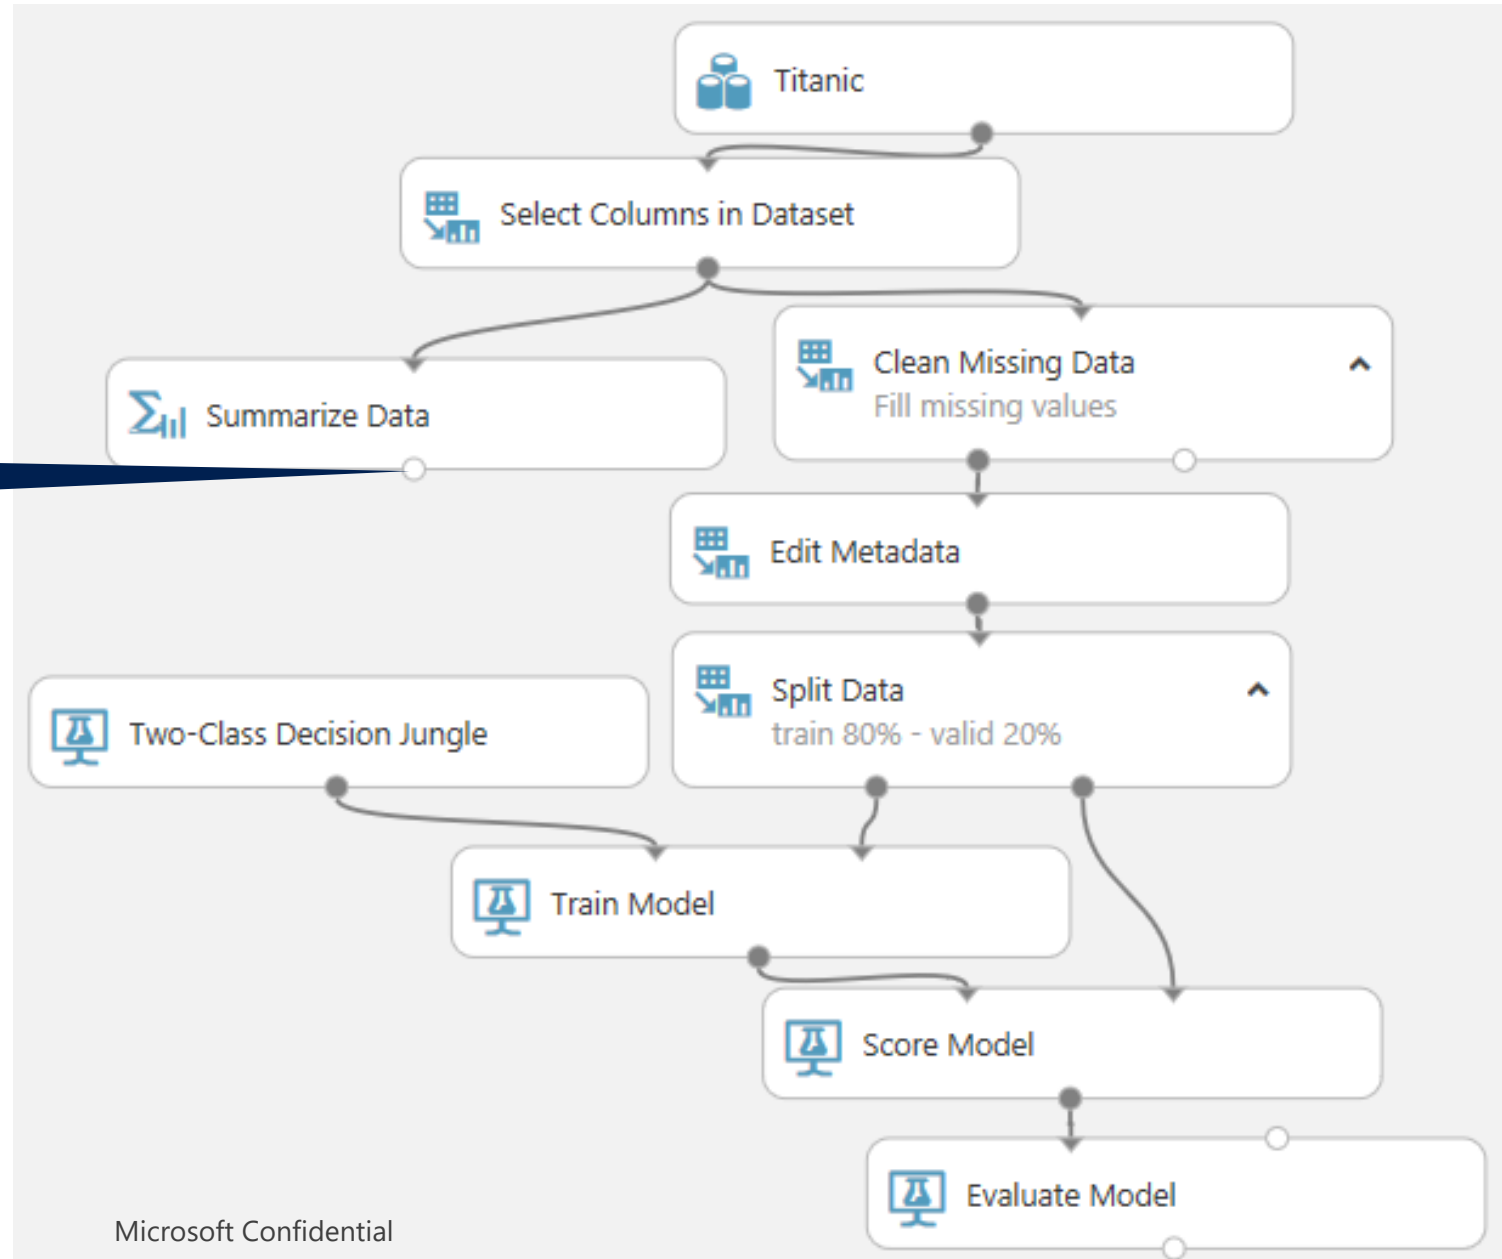 Titanic
Select Columns in Dataset
Clean Missing Data
Fill missing values
Summarize Data
Edit Metadata
Split Data
train 80% - valid 20%
Two-Class Decision Jungle
Train Model
Score Model
Evaluate Model
Microsoft Confidential